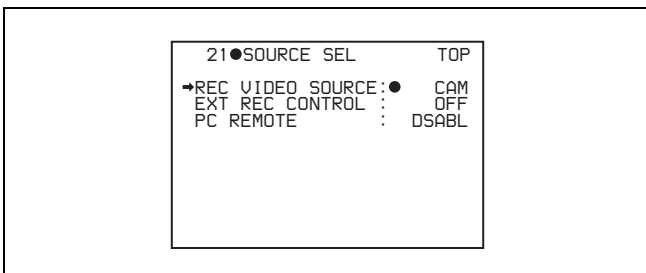 21●SOURCE SEL TOP
➡REC VIDEO SOURCE:● CAM
EXT REC CONTROL : OFF
PC REMOTE : DSABL